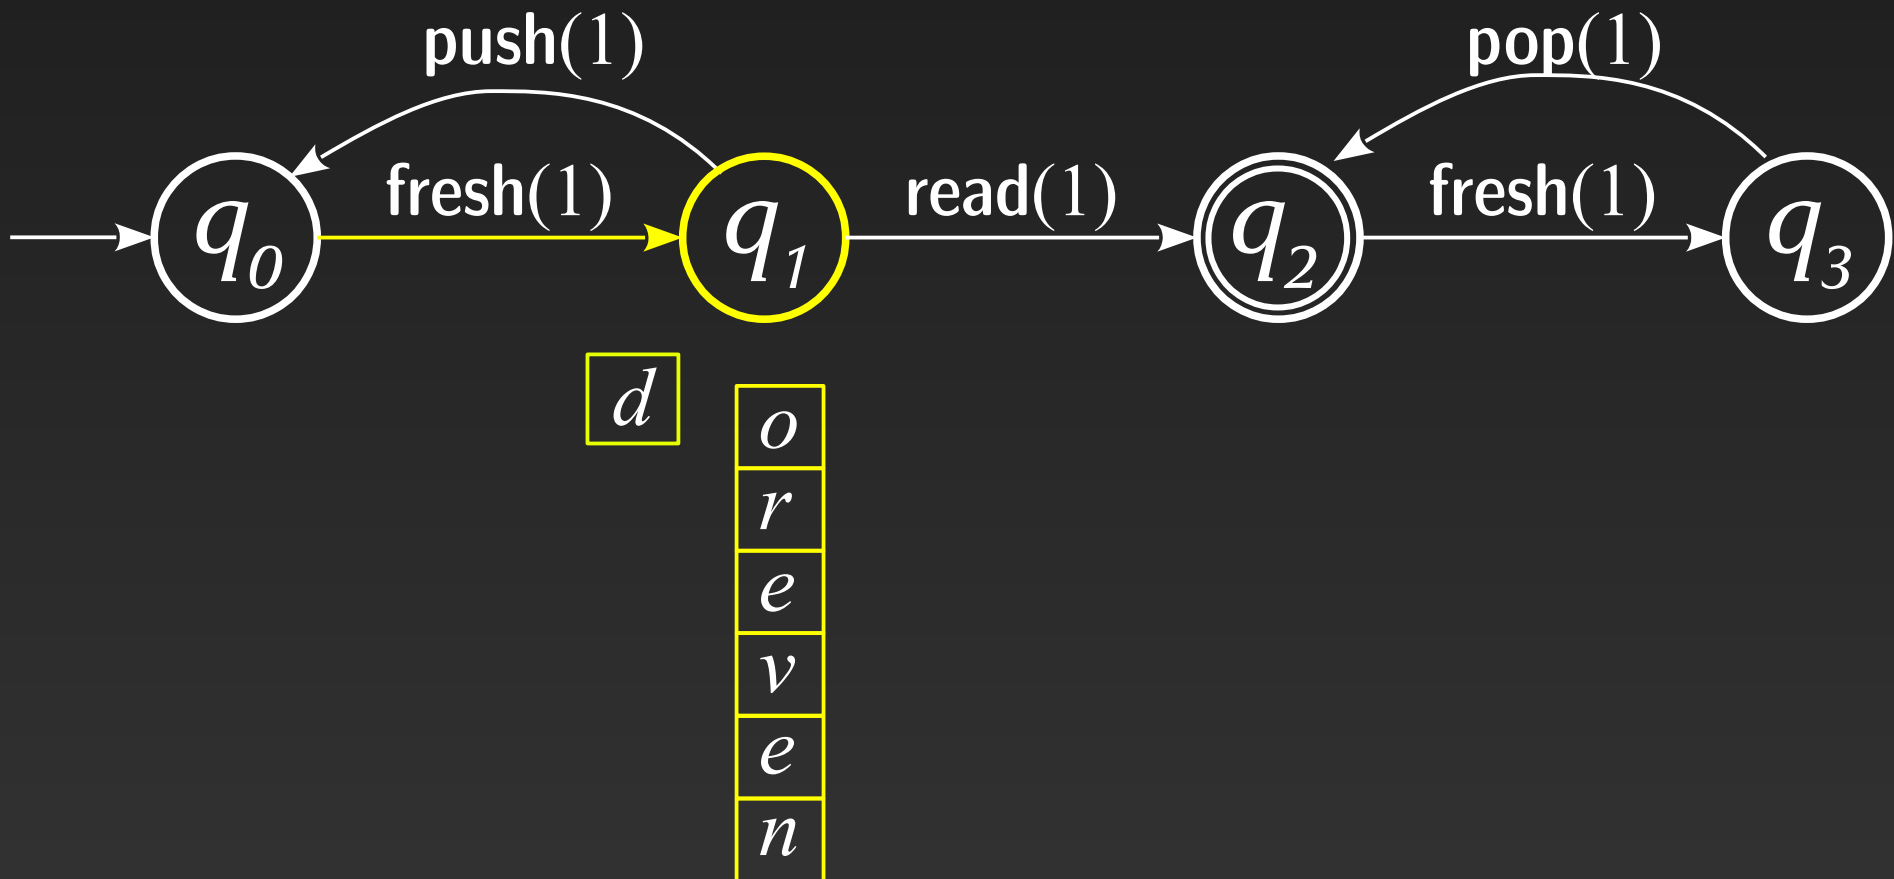 push(1) pop(1)
fresh(1) read(1) fresh(1)
q0 q1 q2 q3
d
o
r
e
v
e
n